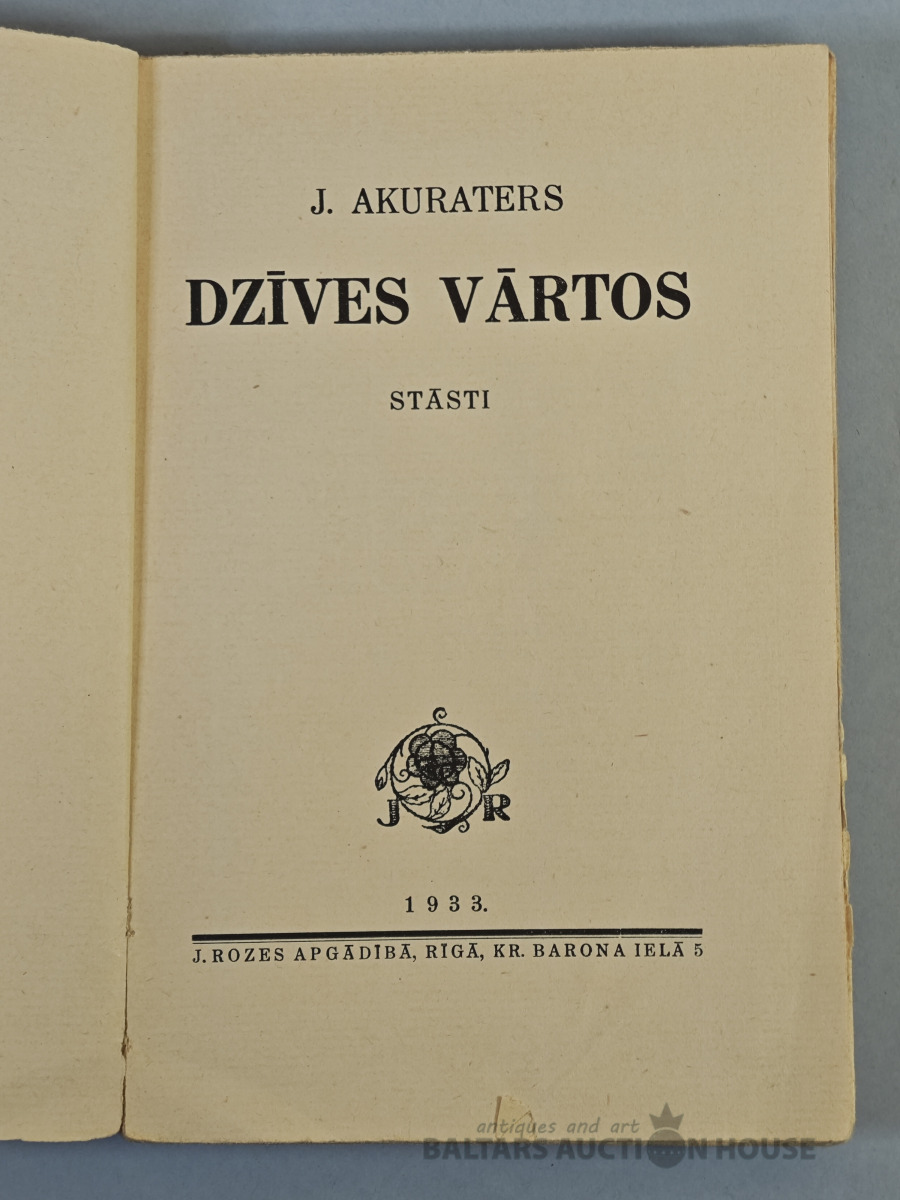 J. AKURATERS
DZĪVES VĀRTOS
STĀSTI
J R
1933.
J. ROZES APGĀDĪBĀ, RĪGĀ, KR. BARONA IELĀ 5
antiques and art
BALTARS AUCTION HOUSE